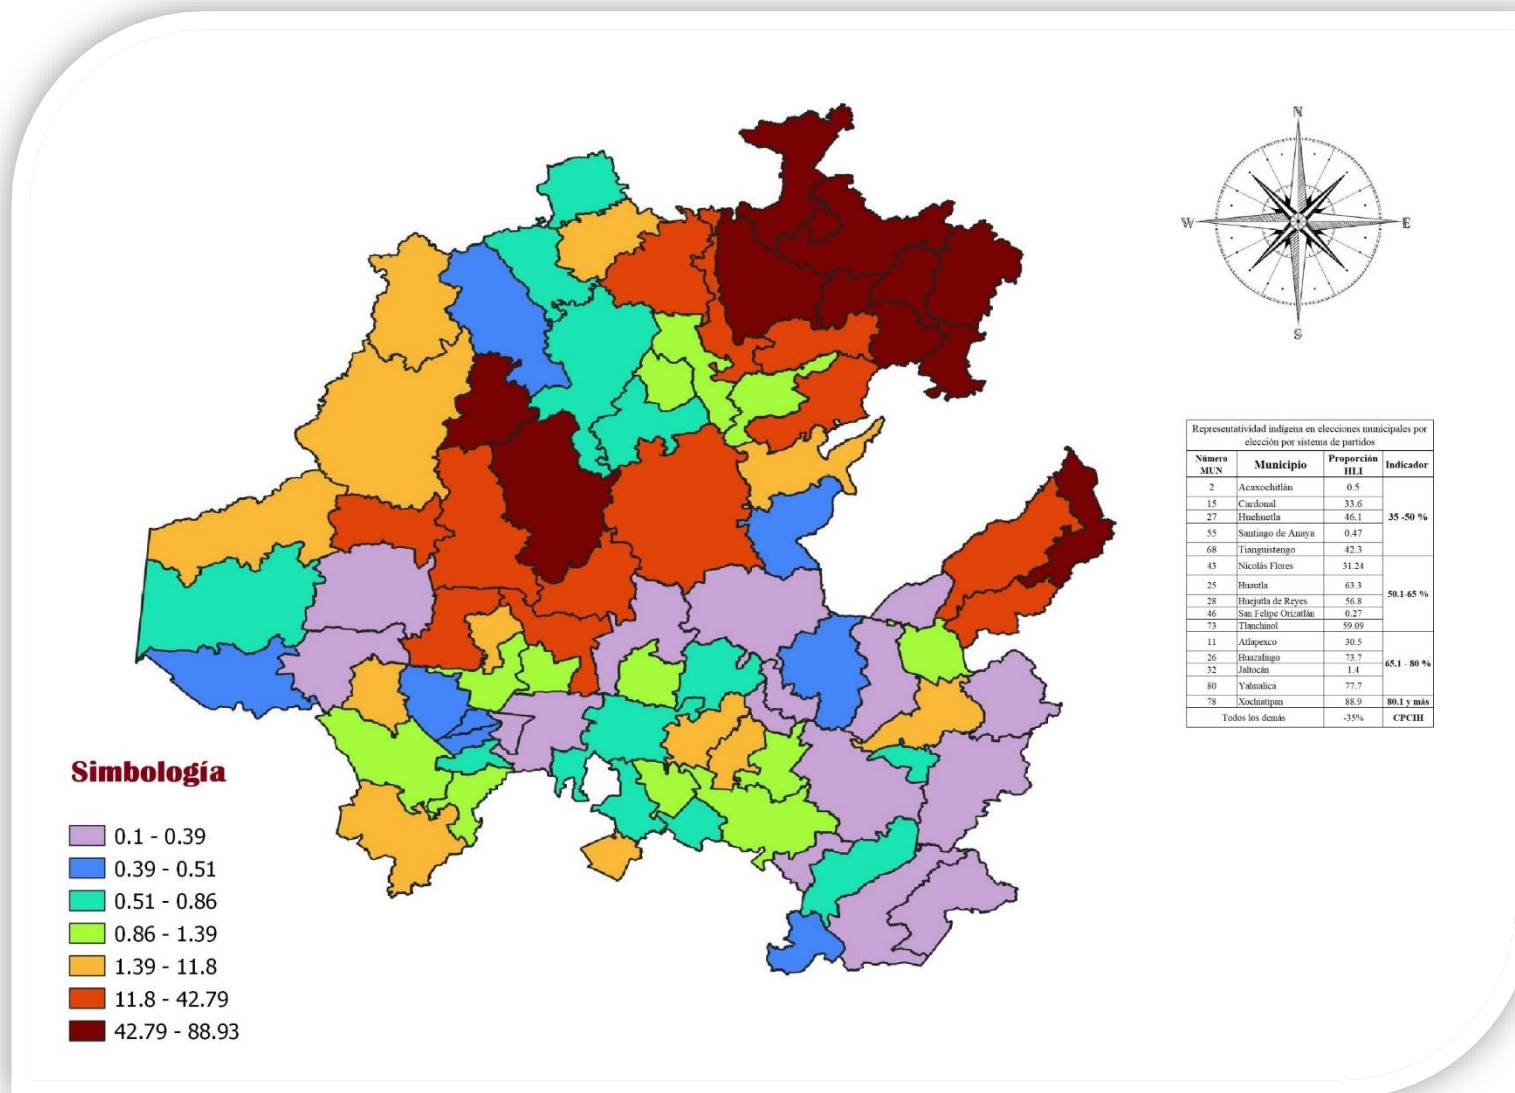 N
W
E
S
Representatividad indígena en elecciones municipales por
elección por sistema de partidos
Número MUN Municipio Proporción HLI Indicador
2 Acaxochitlán 0.5
15 Cardonal 33.6
27 Huehuetla 46.1 35 -50 %
55 Santiago de Anaya 0.47
68 Tianguistengo 42.3
43 Nicolás Flores 31.24
25 Huautla 63.3 50.1-65 %
28 Huejutla de Reyes 56.8
46 San Felipe Orizatlán 0.27
73 Tlanchinol 59.09
11 Atlapexco 30.5
26 Huazalingo 73.7 65.1 - 80 %
32 Jaltocán 1.4
80 Yahualica 77.7
78 Xochiatipan 88.9 80.1 y más
Todos los demás -35% CPCIH
Simbología
0.1 - 0.39
0.39 - 0.51
0.51 - 0.86
0.86 - 1.39
1.39 - 11.8
11.8 - 42.79
42.79 - 88.93